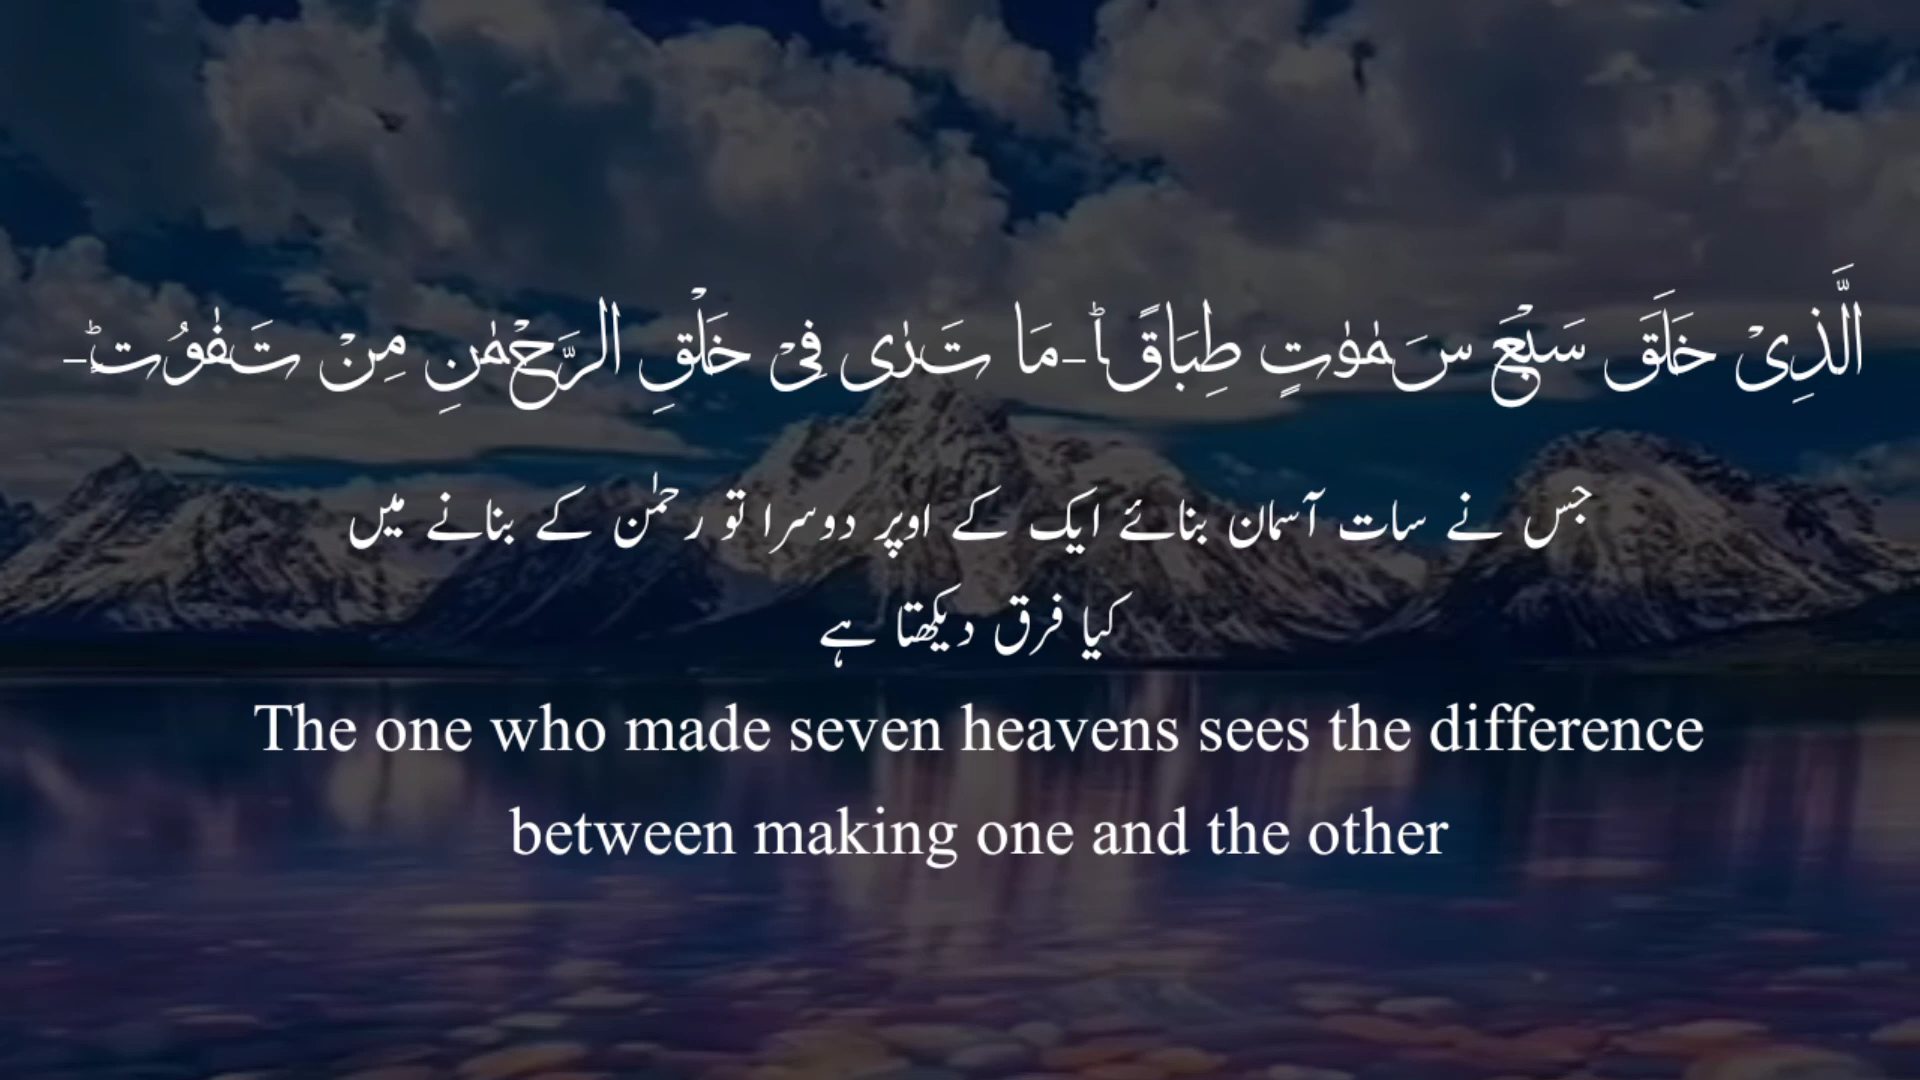 الَّذِیْ خَلَقَ سَبْعَ سَمٰوٰتٍ طِبَاقًاؕ-مَا تَرٰى فِیْ خَلْقِ الرَّحْمٰنِ مِنْ تَفٰوُتٍؕ-
جس نے سات آسمان بنائے ایک کے اوپر دوسرا تو رحمٰن کے بنانے میں
کیا فرق دیکھتا ہے
The one who made seven heavens sees the difference
between making one and the other